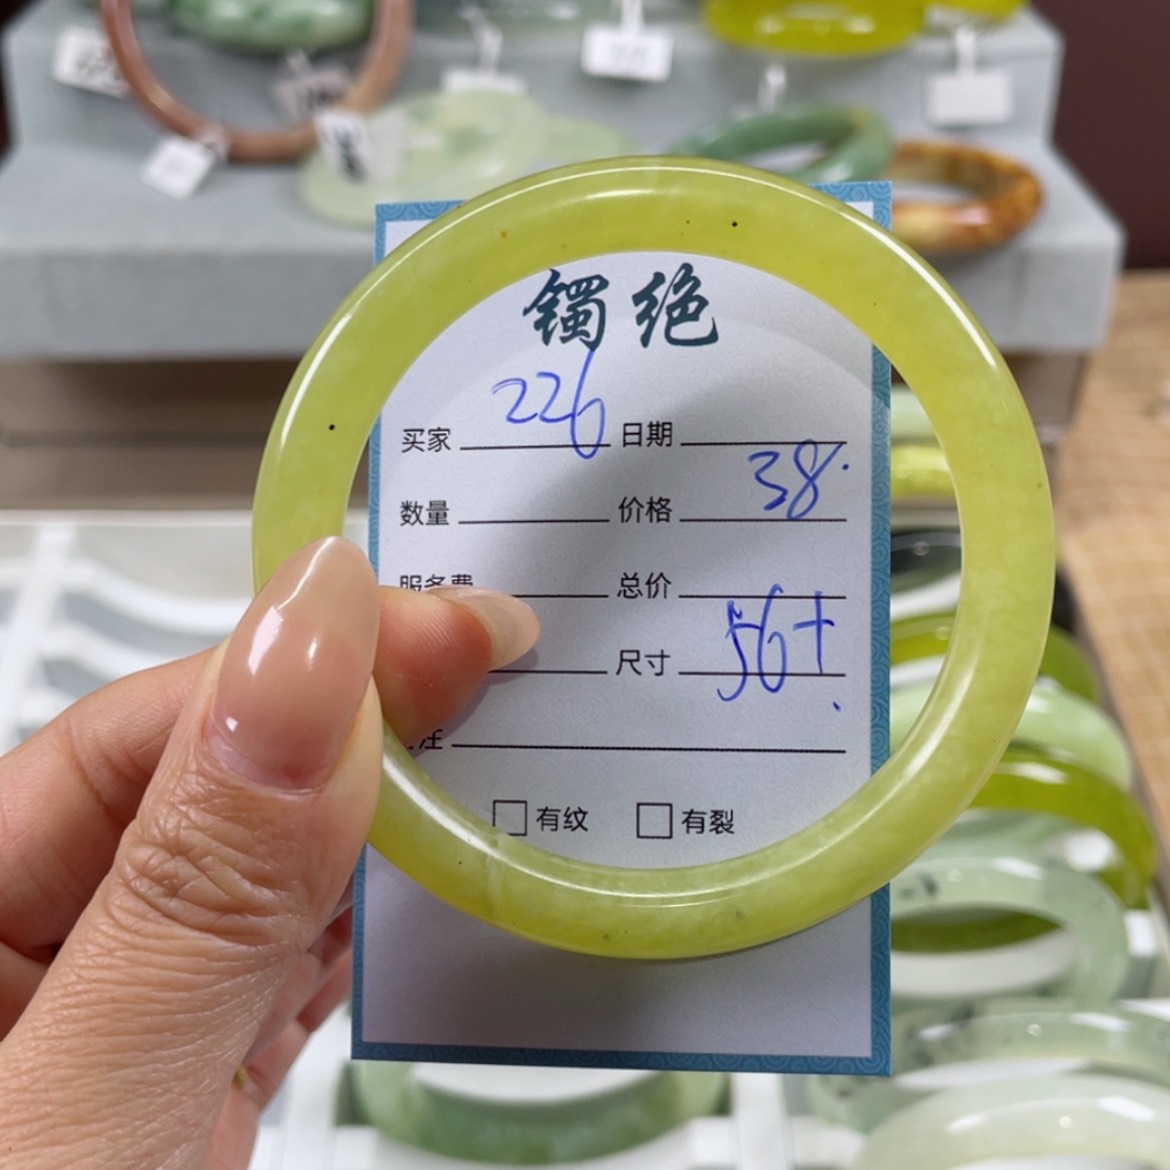 镯绝
买家 226 日期
数量 价格 38.
服务费 总价
尺寸 56+
注
有纹 有裂